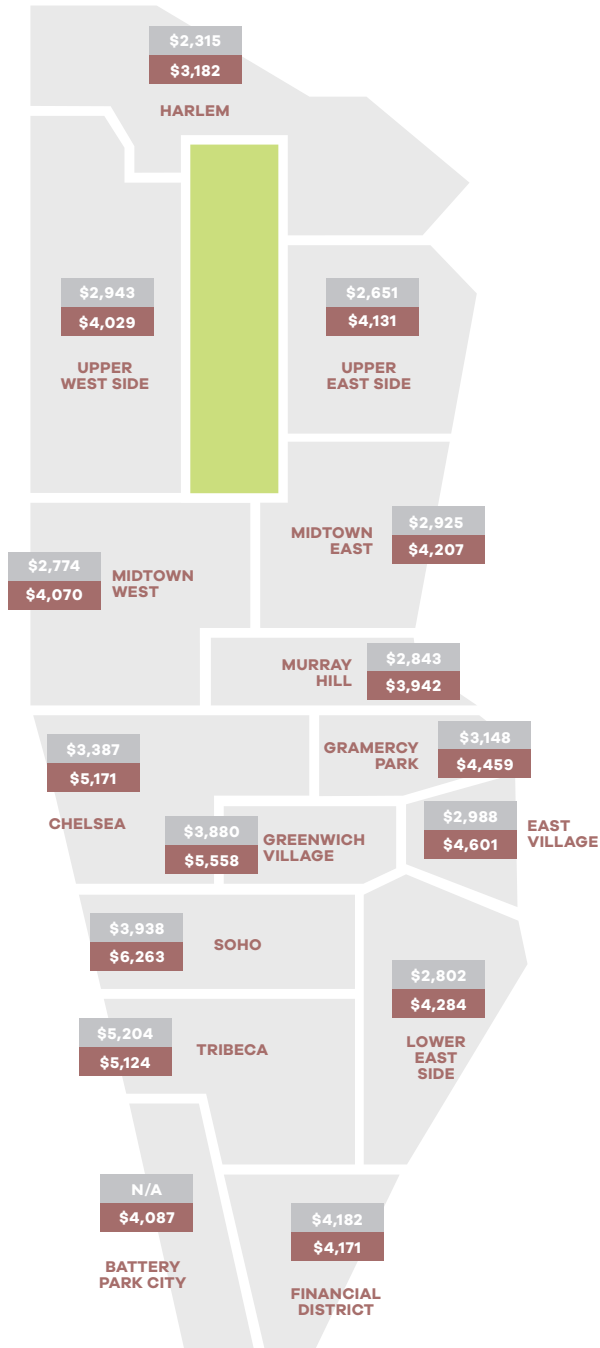 $2,315
$3,182
HARLEM
$2,943
$4,029
UPPER
WEST SIDE
$2,651
$4,131
UPPER
EAST SIDE
$2,925
$4,207
MIDTOWN
EAST
$2,774
$4,070
MIDTOWN
WEST
$2,843
$3,942
MURRAY
HILL
$3,387
$5,171
CHELSEA
$3,148
$4,459
GRAMERCY
PARK
$3,880
$5,558
GREENWICH
VILLAGE
$2,988
$4,601
EAST
VILLAGE
$3,938
$6,263
SOHO
$2,802
$4,284
LOWER
EAST
SIDE
$5,204
$5,124
TRIBECA
N/A
$4,087
BATTERY
PARK CITY
$4,182
$4,171
FINANCIAL
DISTRICT